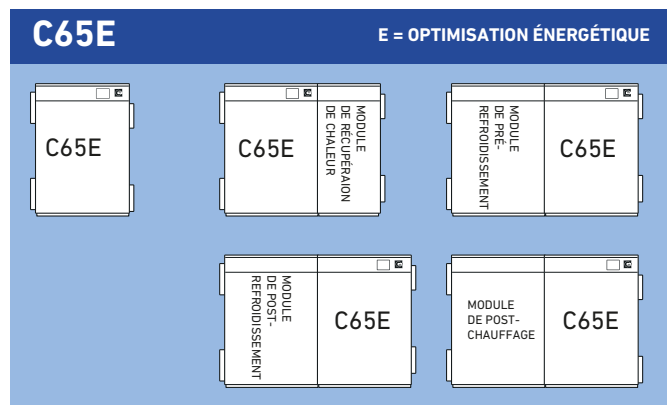 C65E
E = OPTIMISATION ÉNERGÉTIQUE
C65E
C65E
MODULE
DE RÉCUPÉRAION
DE CHALEUR
MODULE
DE PRÉ-
REFROIDISSEMENT
C65E
MODULE
DE POST-
REFROIDISSEMENT
C65E
MODULE
DE POST-
CHAUFFAGE
C65E